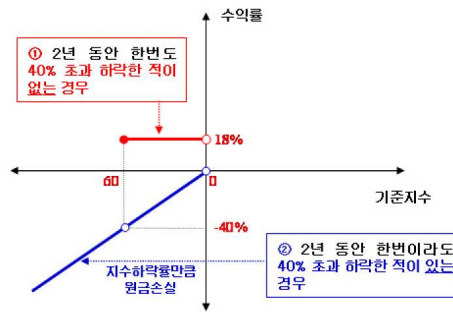 수익률
① 2년 동안 한번도
40% 초과 하락한 적이
없는 경우
18%
60
0
기준지수
-40%
지수하락률만큼
원금손실
② 2년 동안 한번이라도
40% 초과 하락한 적이 있는
경우